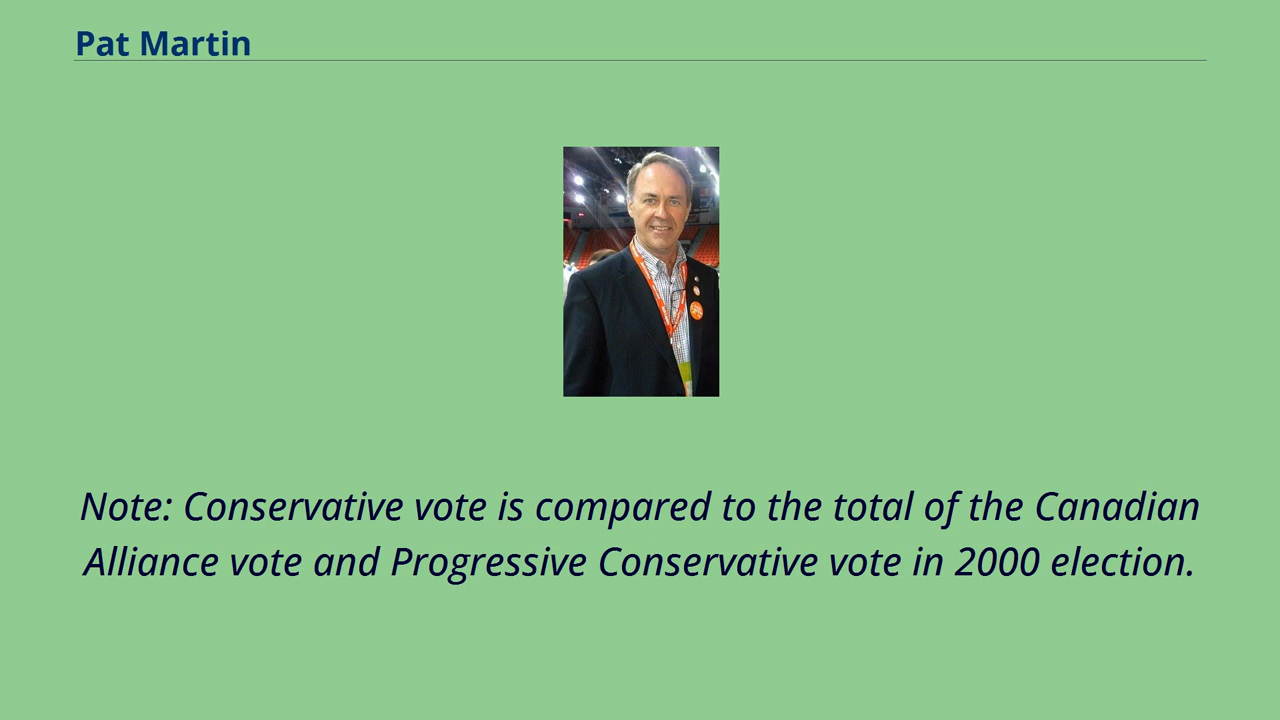 Pat Martin
Note: Conservative vote is compared to the total of the Canadian
Alliance vote and Progressive Conservative vote in 2000 election.